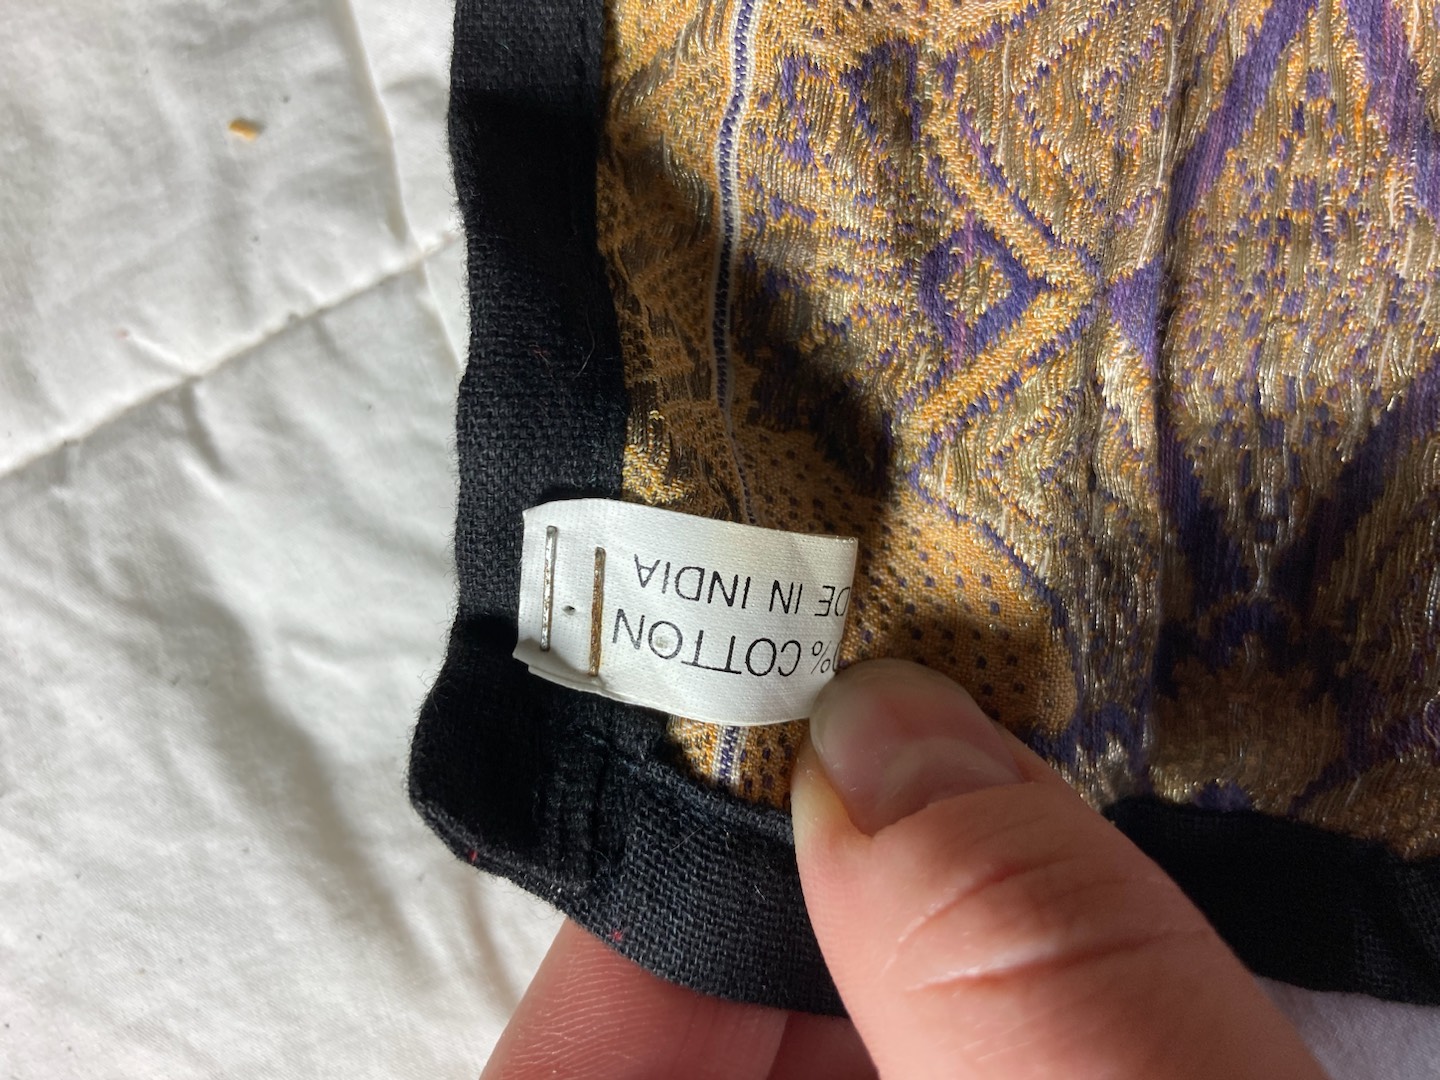 % COTTON
DE IN INDIA